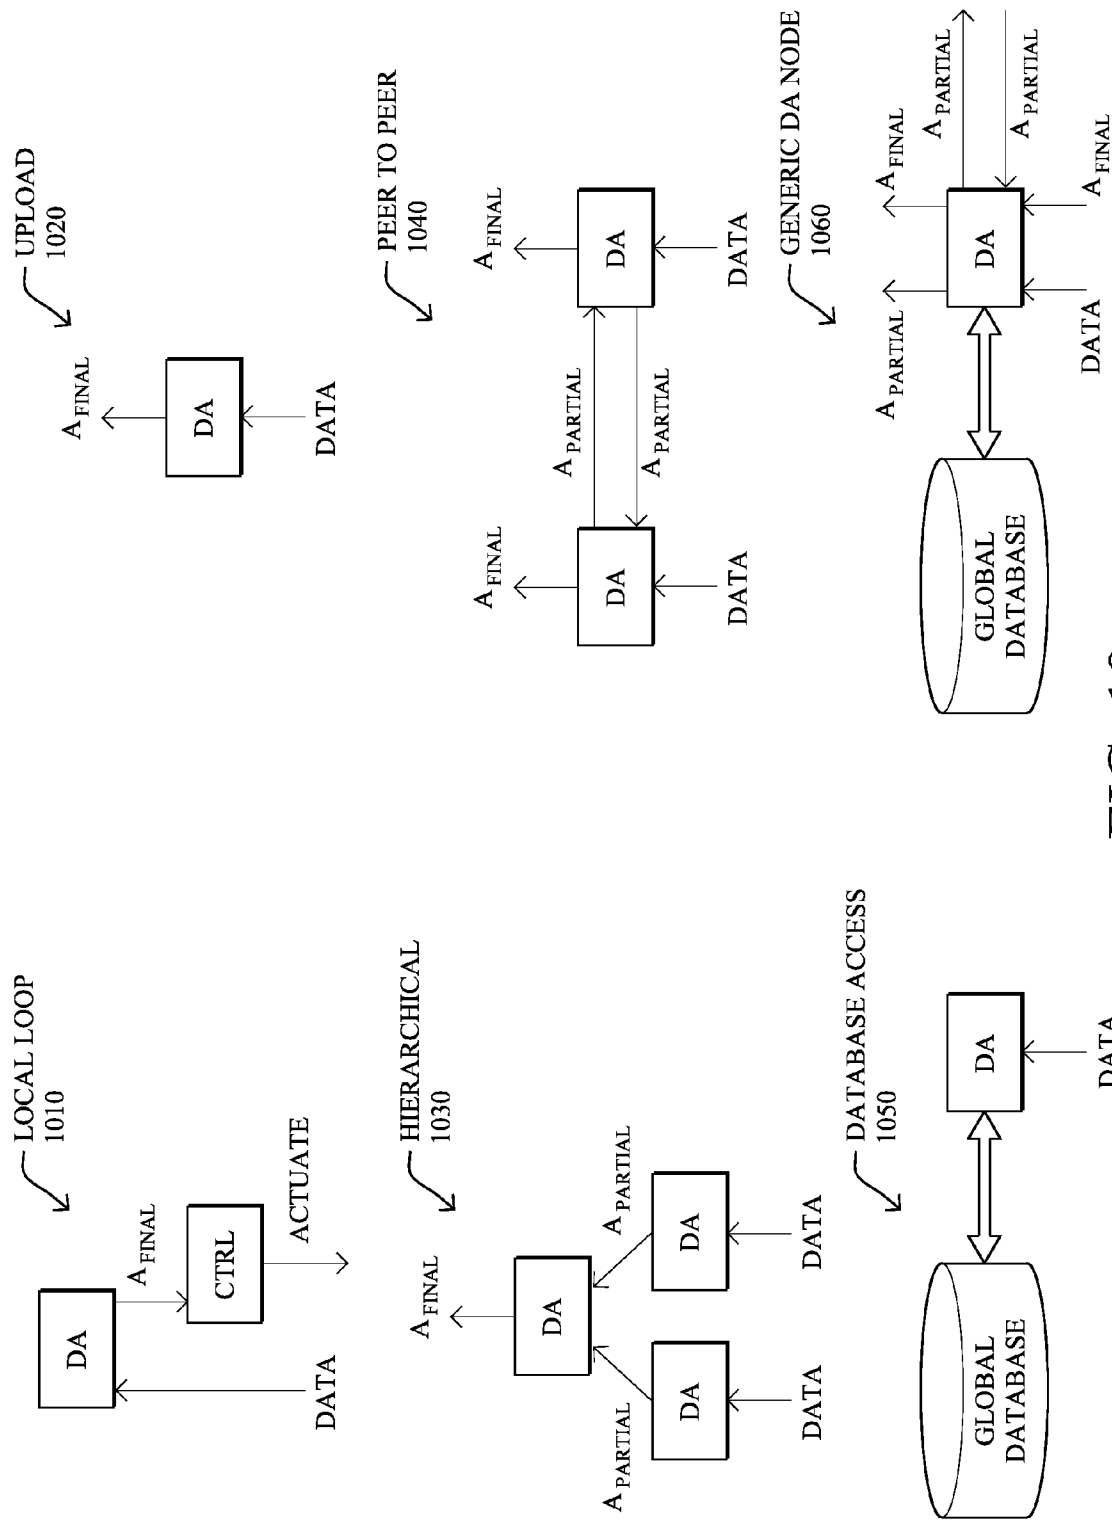 LOCAL LOOP
1010
DA
A FINAL
CTRL
DATA
ACTUATE
UPLOAD
1020
A FINAL
DA
DATA
HIERARCHICAL
1030
A FINAL
DA
A PARTIAL
A PARTIAL
DA
DA
DATA
DATA
PEER TO PEER
1040
A FINAL
A FINAL
A PARTIAL
DA
DA
A PARTIAL
DATA
DATA
DATABASE ACCESS
1050
GLOBAL
DATABASE
DA
DATA
GENERIC DA NODE
1060
A PARTIAL
A FINAL
A PARTIAL
GLOBAL
DATABASE
DA
A PARTIAL
DATA
A FINAL
FIG